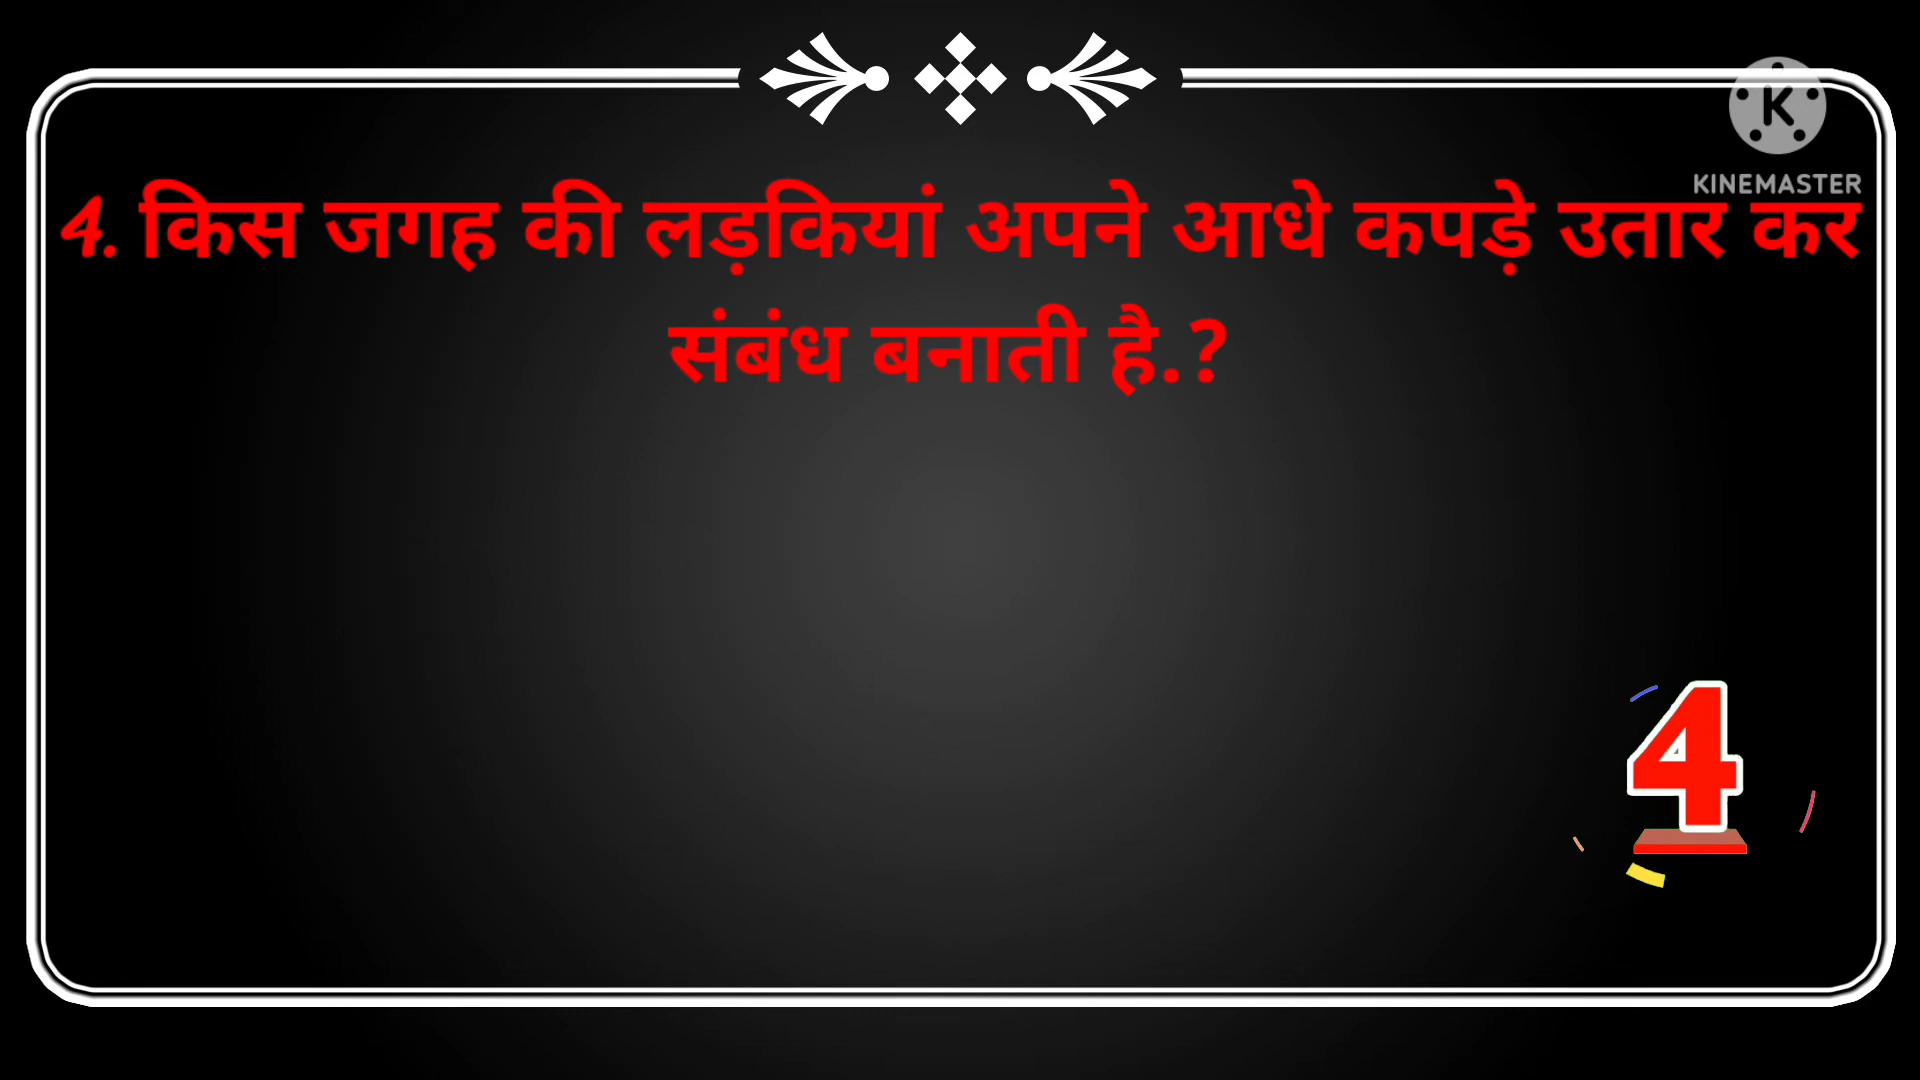 KINEMASTER
4. किस जगह की लड़कियां अपने आधे कपड़े उतार कर
संबंध बनाती है.?
4